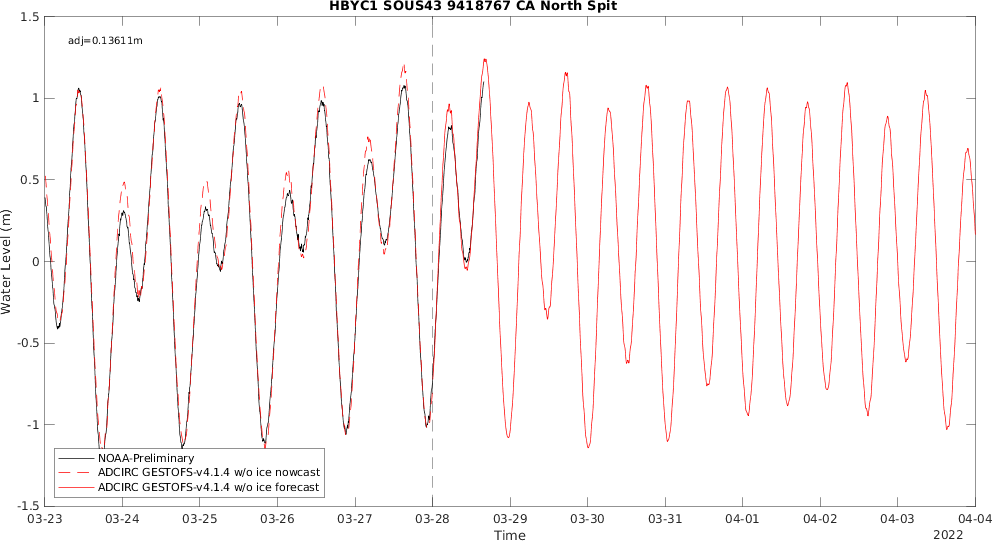 HBYC1 SOUS43 9418767 CA North Spit
adj=0.13611m
Water Level (m)
1.5
1
0.5
0
-0.5
-1
-1.5
NOAA-Preliminary
ADCIRC GESTOFS-v4.1.4 w/o ice nowcast
ADCIRC GESTOFS-v4.1.4 w/o ice forecast
03-23 03-24 03-25 03-26 03-27 03-28 03-29 03-30 03-31 04-01 04-02 04-03 04-04
Time
2022